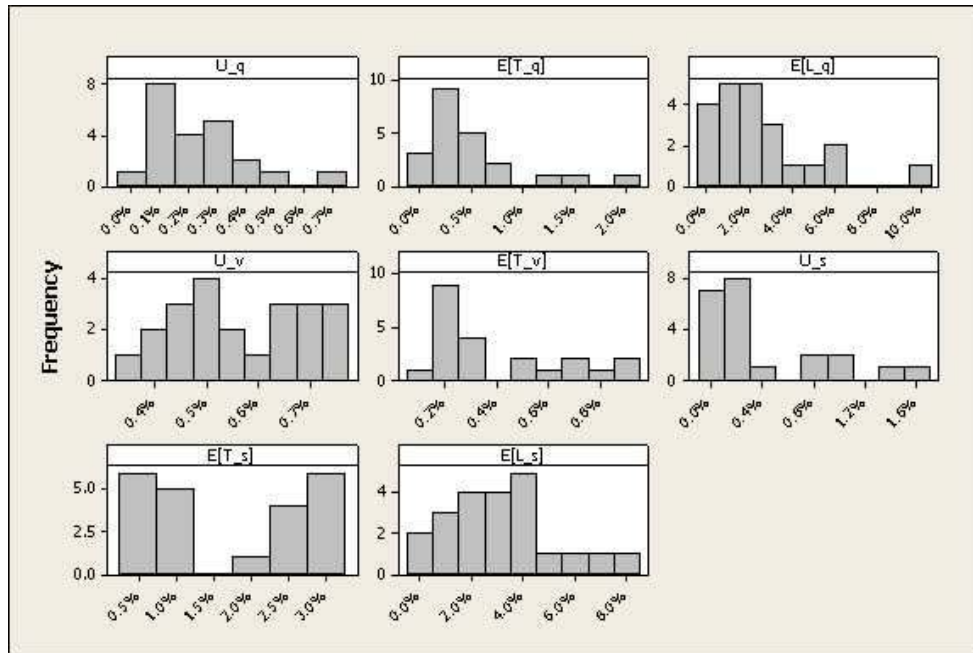 Frequency
U_q
8
4
0
0.0% 0.1% 0.2% 0.3% 0.4% 0.5% 0.6% 0.7%
E[T_q]
10
5
0
0.0% 0.5% 1.0% 1.5% 2.0%
E[L_q]
4
2
0
0.0% 2.0% 4.0% 6.0% 8.0% 10.0%
U_v
4
2
0
0.4% 0.5% 0.6% 0.7%
E[T_v]
10
5
0
0.2% 0.4% 0.6% 0.8%
U_s
8
4
0
0.0% 0.4% 0.8% 1.2% 1.6%
E[T_s]
5.0
2.5
0.0
0.5% 1.0% 1.5% 2.0% 2.5% 3.0%
E[L_s]
4
2
0
0.0% 2.0% 4.0% 6.0% 8.0%